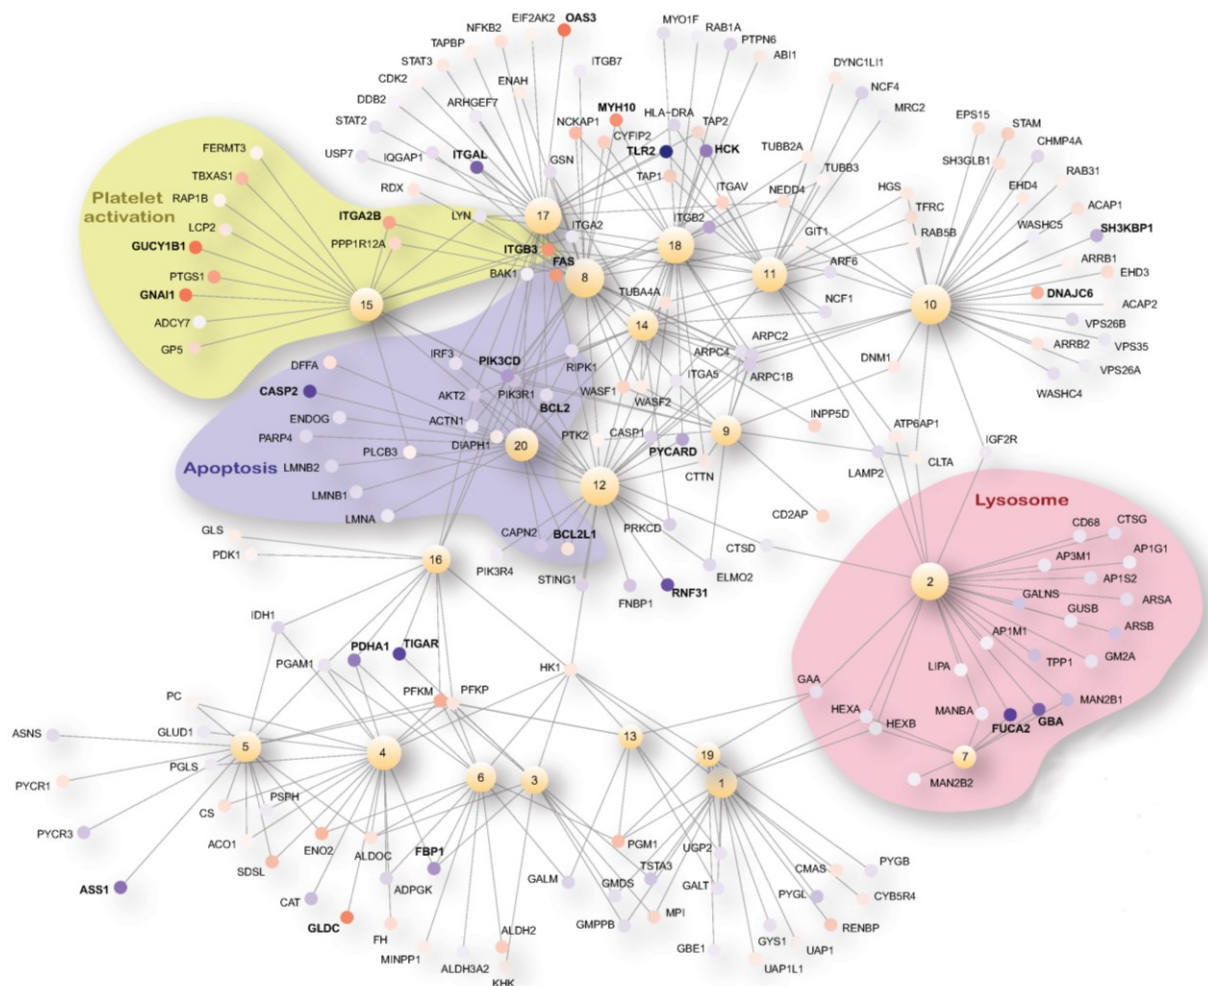 OAS3
EIF2AK2
NFKB2
TAPBP
STAT3
CDK2
DDB2
STAT2
USP7
ENAH
ARHGEF7
IQGAP1
ITGAL
RDX
LYN
ITGB7
NCKAP1
MYH10
CYFIP2
GSN
MYO1F
RAB1A
PTPN6
ABI1
HLA-DRA
TAP2
TLR2
HCK
TAP1
ITGAV
ITGB2
NEDD4
TUBB2A
TUBB3
DYNC1LI1
NCF4
MRC2
GIT1
ARF6
NCF1
HGS
TFRC
RAB5B
EPS15
STAM
SH3GLB1
CHMP4A
EHD4
RAB31
WASHC5
ACAP1
SH3KBP1
ARRB1
EHD3
DNAJC6
ACAP2
VPS26B
ARRB2
VPS35
VPS26A
WASHC4
Platelet
activation
FERMT3
TBXAS1
RAP1B
LCP2
GUCY1B1
PTGS1
GNAI1
ADCY7
GP5
ITGA2B
PPP1R12A
ITGB3
ITGA2
FAS
BAK1
17
8
18
11
10
15
14
TUBA4A
ARPC4
ARPC2
ARPC1B
ITGA5
DNM1
WASF1
WASF2
INPP5D
ATP6AP1
CLTA
LAMP2
IGF2R
Apoptosis
DFFA
CASP2
ENDOG
PARP4
LMNB2
LMNB1
LMNA
PLCB3
IRF3
AKT2
ACTN1
DIAPH1
PIK3CD
PIK3R1
BCL2
RIPK1
20
12
9
PTK2
CASP1
PYCARD
CTTN
CD2AP
PRKCD
CTSD
ELMO2
RNF31
FNBP1
STING1
CAPN2
BCL2L1
PIK3R4
16
GLS
PDK1
Lysosome
CD68
CTSG
AP3M1
AP1G1
AP1S2
GALNS
ARSA
GUSB
ARSB
AP1M1
TPP1
GM2A
LIPA
MAN2B1
MANBA
GBA
FUCA2
GAA
HEXA
HEXB
MAN2B2
2
7
IDH1
PGAM1
PDHA1
TIGAR
HK1
PFKM
PFKP
PC
ASNS
GLUD1
PGLS
PYCR1
PYCR3
ASS1
CS
PSPH
ACO1
SDSL
ENO2
ALDOC
FBP1
ADPGK
CAT
GLDC
FH
MINPP1
ALDH3A2
ALDH2
KHK
GALM
5
4
6
3
13
19
1
PGM1
UGP2
TSTA3
GMDS
GALT
GMPPB
MPI
GBE1
GYS1
UAP1
UAP1L1
CMAS
PYGB
PYGL
CYB5R4
RENBP